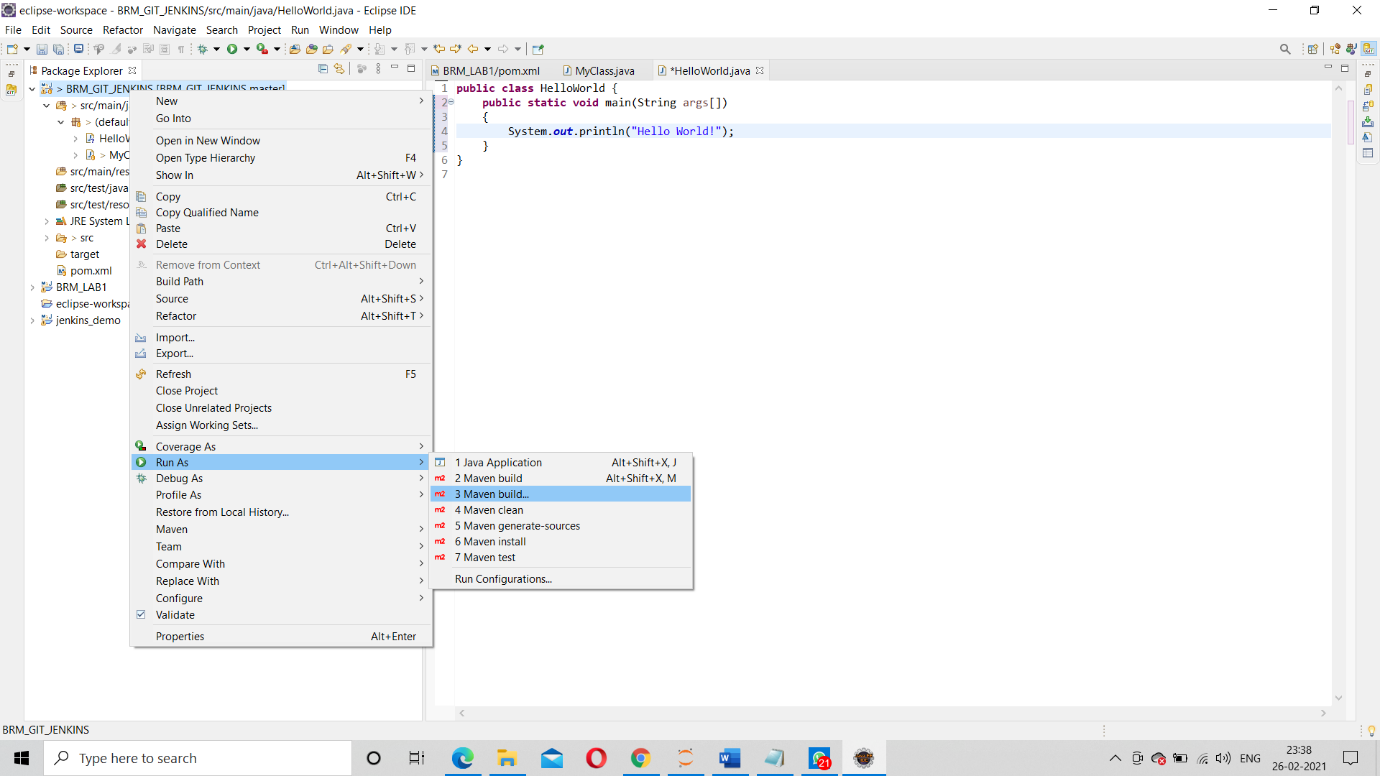 eclipse-workspace - BRM_GIT_JENKINS/src/main/java/HelloWorld.java - Eclipse IDE
File Edit Source Refactor Navigate Search Project Run Window Help
Package Explorer
> BRM_GIT_JENKINS [BRM_GIT_JENKINS master]
> src/main/j
> (defaul
HelloW
> MyC
src/main/res
src/test/java
src/test/reso
JRE System L
> src
target
pom.xml
BRM_LAB1
eclipse-workspa
jenkins_demo
New
Go Into
Open in New Window
Open Type Hierarchy F4
Show In Alt+Shift+W
Copy Ctrl+C
Copy Qualified Name
Paste Ctrl+V
Delete Delete
Remove from Context Ctrl+Alt+Shift+Down
Build Path
Source Alt+Shift+S
Refactor Alt+Shift+T
Import...
Export...
Refresh F5
Close Project
Close Unrelated Projects
Assign Working Sets...
Coverage As
Run As
Debug As
Profile As
Restore from Local History...
Maven
Team
Compare With
Replace With
Configure
Validate
Properties Alt+Enter
1 Java Application Alt+Shift+X, J
2 Maven build Alt+Shift+X, M
3 Maven build...
4 Maven clean
5 Maven generate-sources
6 Maven install
7 Maven test
Run Configurations...
BRM_LAB1/pom.xml MyClass.java *HelloWorld.java
1 public class HelloWorld {
2 public static void main(String args[])
3 {
4 System.out.println("Hello World!");
5 }
6 }
7
BRM_GIT_JENKINS
Type here to search
21
ENG
23:38
26-02-2021